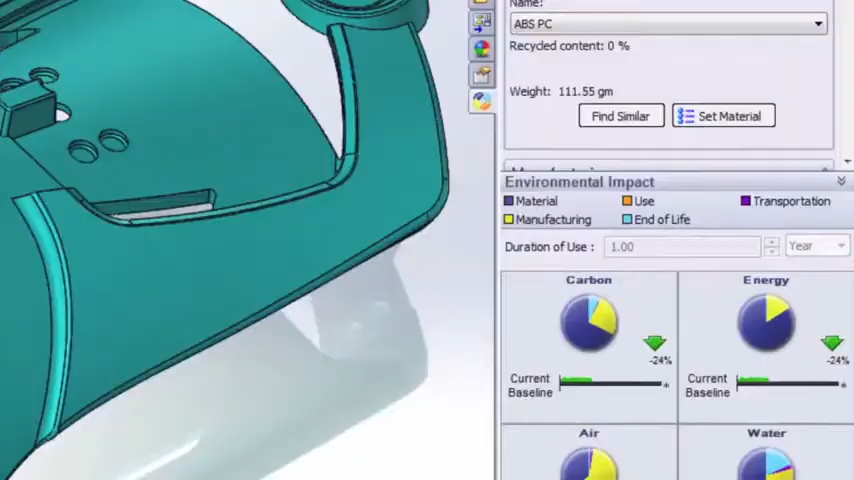 Name:
ABS PC
Recycled content: 0 %
Weight: 111.55 gm
Find Similar
Set Material
Environmental Impact
Material
Use
Transportation
Manufacturing
End of Life
Duration of Use :
1.00
Year
Carbon
Energy
-24%
-24%
Current
Baseline
Current
Baseline
Air
Water